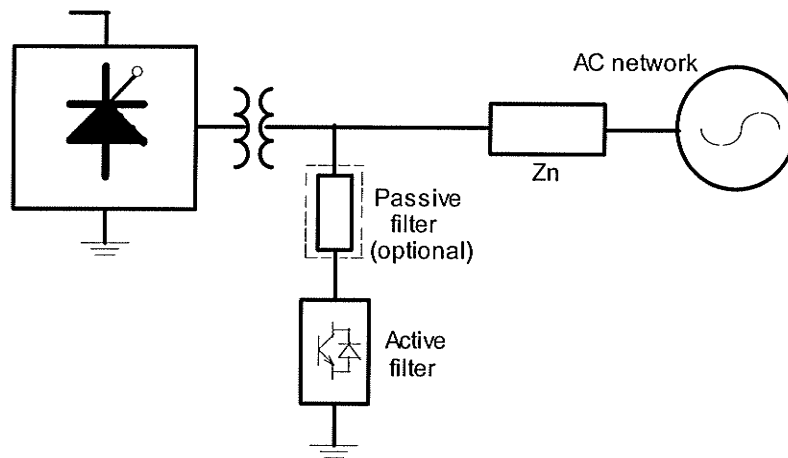 AC network
Zn
Passive
filter
(optional)
Active
filter